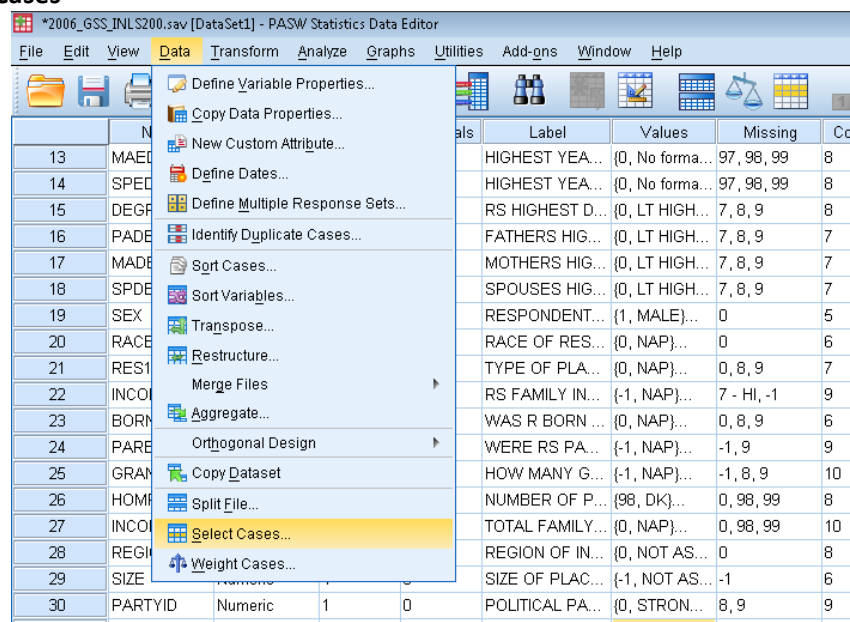 cases
*2006_GSS_INLS200.sav [DataSet1] - PASW Statistics Data Editor
File Edit View Data Transform Analyze Graphs Utilities Add-ons Window Help
Define Variable Properties...
Copy Data Properties...
New Custom Attribute...
Define Dates...
Define Multiple Response Sets...
Identify Duplicate Cases...
Sort Cases...
Sort Variables...
Transpose...
Restructure...
Merge Files
Aggregate...
Orthogonal Design
Copy Dataset
Split File...
Select Cases...
Weight Cases...
N als Label Values Missing Co
13 MAED HIGHEST YEA... {0, No forma... 97, 98, 99 8
14 SPED HIGHEST YEA... {0, No forma... 97, 98, 99 8
15 DEGR RS HIGHEST D... {0, LT HIGH... 7, 8, 9 8
16 PADE FATHERS HIG... {0, LT HIGH... 7, 8, 9 7
17 MADE MOTHERS HIG... {0, LT HIGH... 7, 8, 9 7
18 SPDE SPOUSES HIG... {0, LT HIGH... 7, 8, 9 7
19 SEX RESPONDENT... {1, MALE}... 0 5
20 RACE RACE OF RES... {0, NAP}... 0 6
21 RES1 TYPE OF PLA... {0, NAP}... 0, 8, 9 7
22 INCO RS FAMILY IN... {-1, NAP}... 7 - HI, -1 9
23 BORN WAS R BORN ... {0, NAP}... 0, 8, 9 6
24 PARE WERE RS PA... {-1, NAP}... -1, 9 9
25 GRAN HOW MANY G... {-1, NAP}... -1, 8, 9 10
26 HOMP NUMBER OF P... {98, DK}... 0, 98, 99 8
27 INCO TOTAL FAMILY... {0, NAP}... 0, 98, 99 10
28 REGI REGION OF IN... {0, NOT AS... 0 8
29 SIZE SIZE OF PLAC... {-1, NOT AS... -1 6
30 PARTYID Numeric 1 0 POLITICAL PA... {0, STRON... 8, 9 9